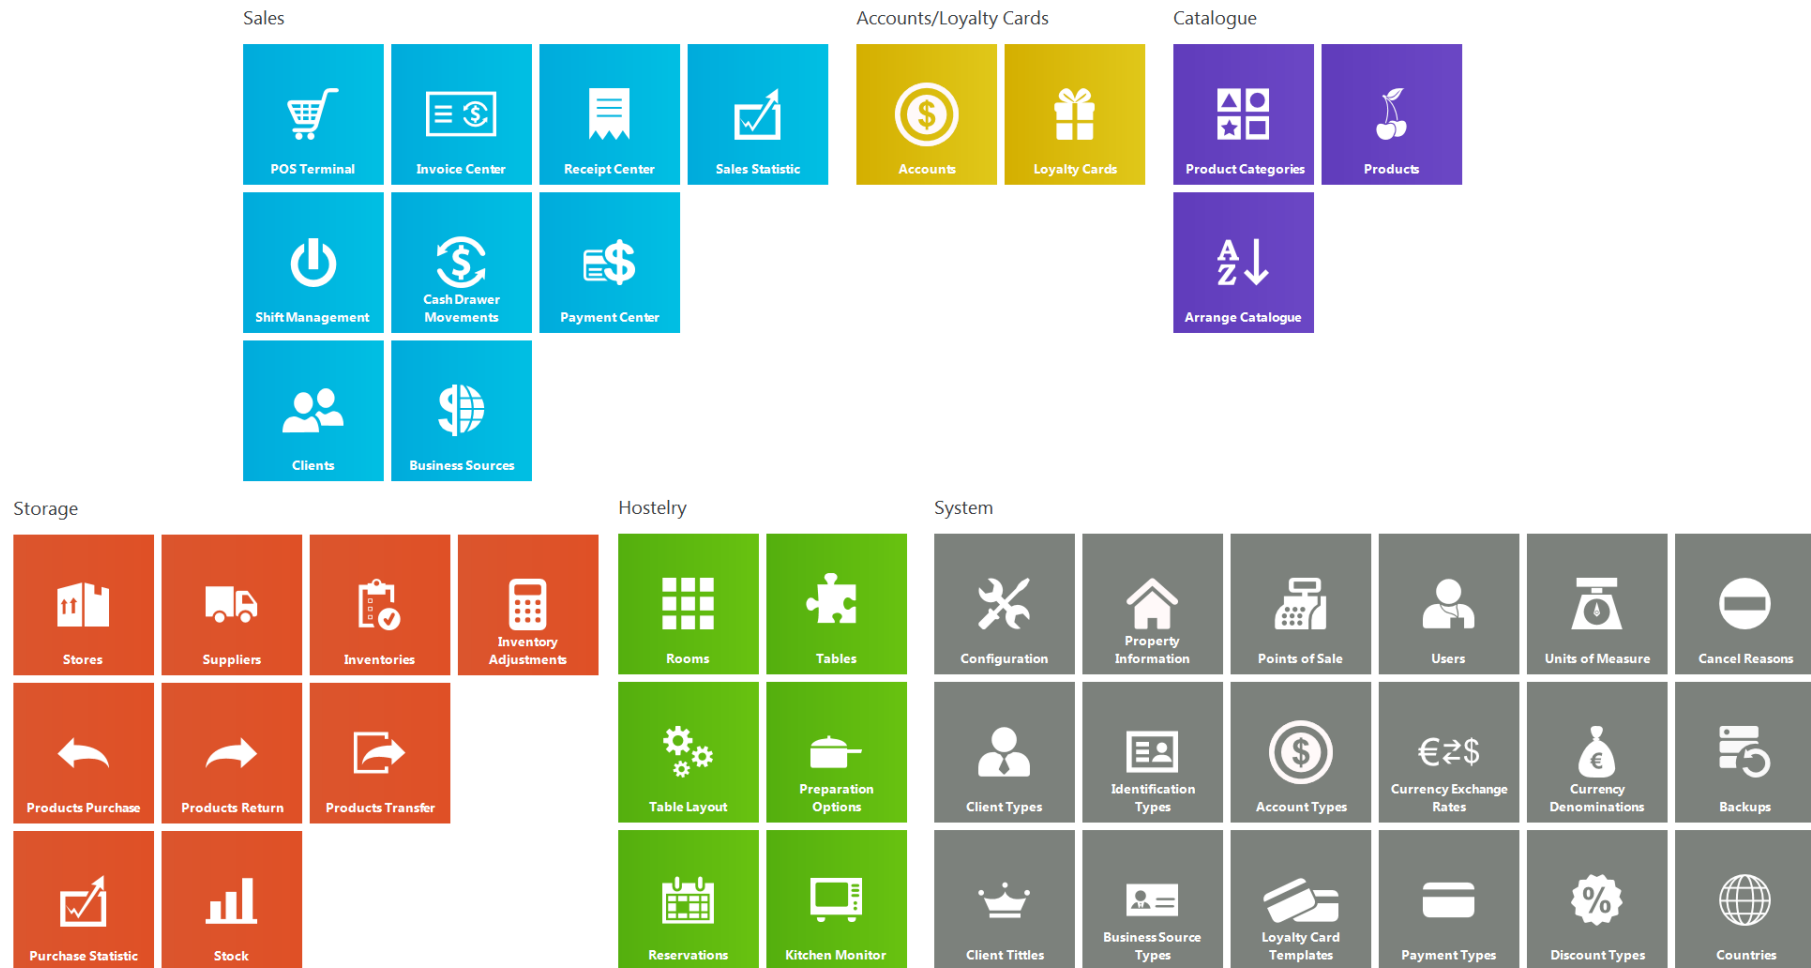 Sales
POS Terminal
Invoice Center
Receipt Center
Sales Statistic
Shift Management
Cash Drawer
Movements
Payment Center
Clients
Business Sources
Accounts/Loyalty Cards
Accounts
Loyalty Cards
Catalogue
Product Categories
Products
Arrange Catalogue
Storage
Stores
Suppliers
Inventories
Inventory
Adjustments
Products Purchase
Products Return
Products Transfer
Purchase Statistic
Stock
Hostelry
Rooms
Tables
Table Layout
Preparation
Options
Reservations
Kitchen Monitor
System
Configuration
Property
Information
Points of Sale
Users
Units of Measure
Cancel Reasons
Client Types
Identification
Types
Account Types
Currency Exchange
Rates
Currency
Denominations
Backups
Client Tittles
Business Source
Types
Loyalty Card
Templates
Payment Types
Discount Types
Countries